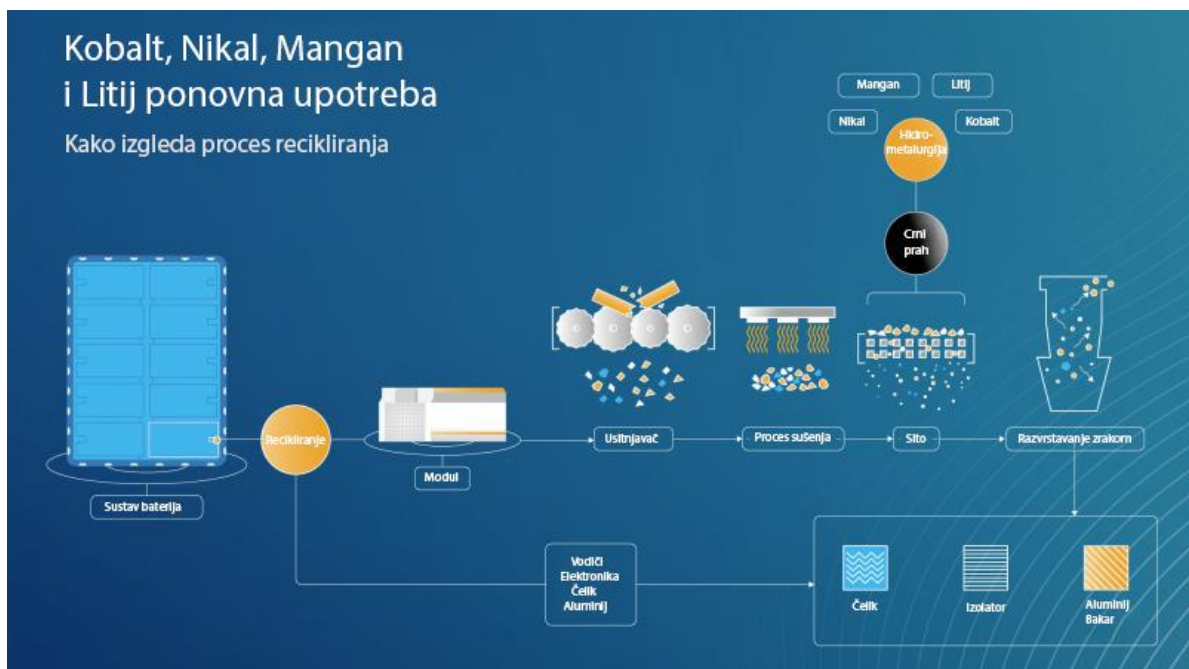 Kobalt, Nikal, Mangan
i Litij ponovna upotreba
Kako izgleda proces recikliranja
Mangan
Litij
Nikal
Kobalt
Hidro-
metalurgija
Crni
prah
Recikliranje
Usitnjavač
Proces sušenja
Sito
Razvrstavanje zrakorn
Modul
Sustav baterija
Vodiči
Elektronika
Čelik
Aluminij
Čelik
Izolator
Aluminij
Bakar